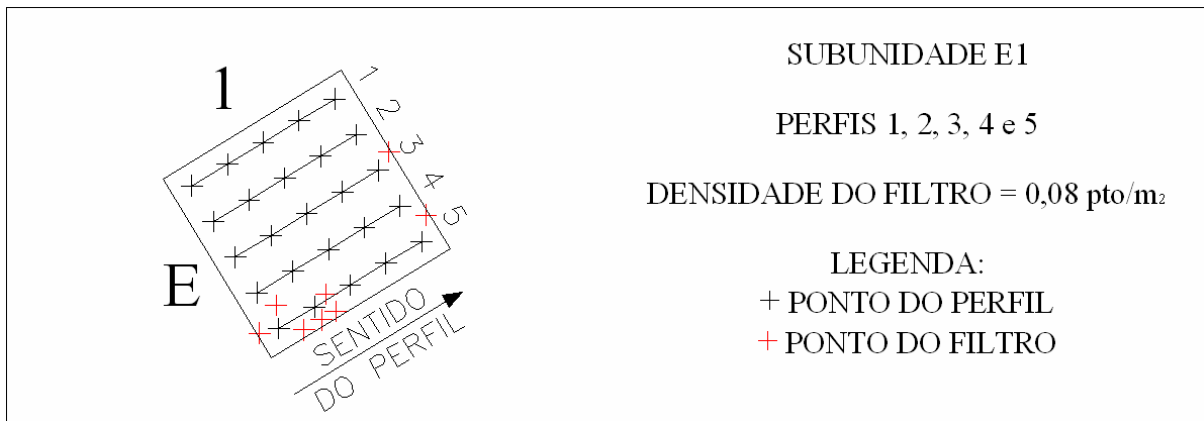 1
E
1
2
3
4
5
SENTIDO
DO PERFIL
SUBUNIDADE E1
PERFIS 1, 2, 3, 4 e 5
DENSIDADE DO FILTRO = 0,08 pto/m₂
LEGENDA:
+ PONTO DO PERFIL
+ PONTO DO FILTRO